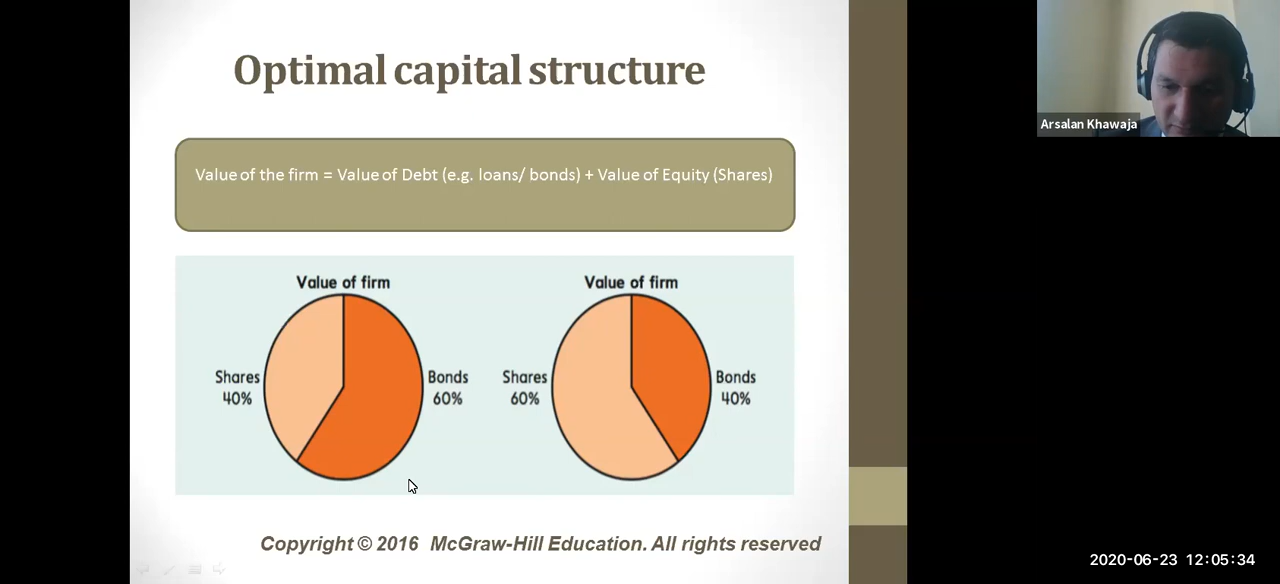 Optimal capital structure
Arsalan Khawaja
Value of the firm = Value of Debt (e.g. loans/ bonds) + Value of Equity (Shares)
Value of firm
Shares
40%
Bonds
60%
Value of firm
Shares
60%
Bonds
40%
Copyright © 2016 McGraw-Hill Education. All rights reserved
2020-06-23 12:05:34